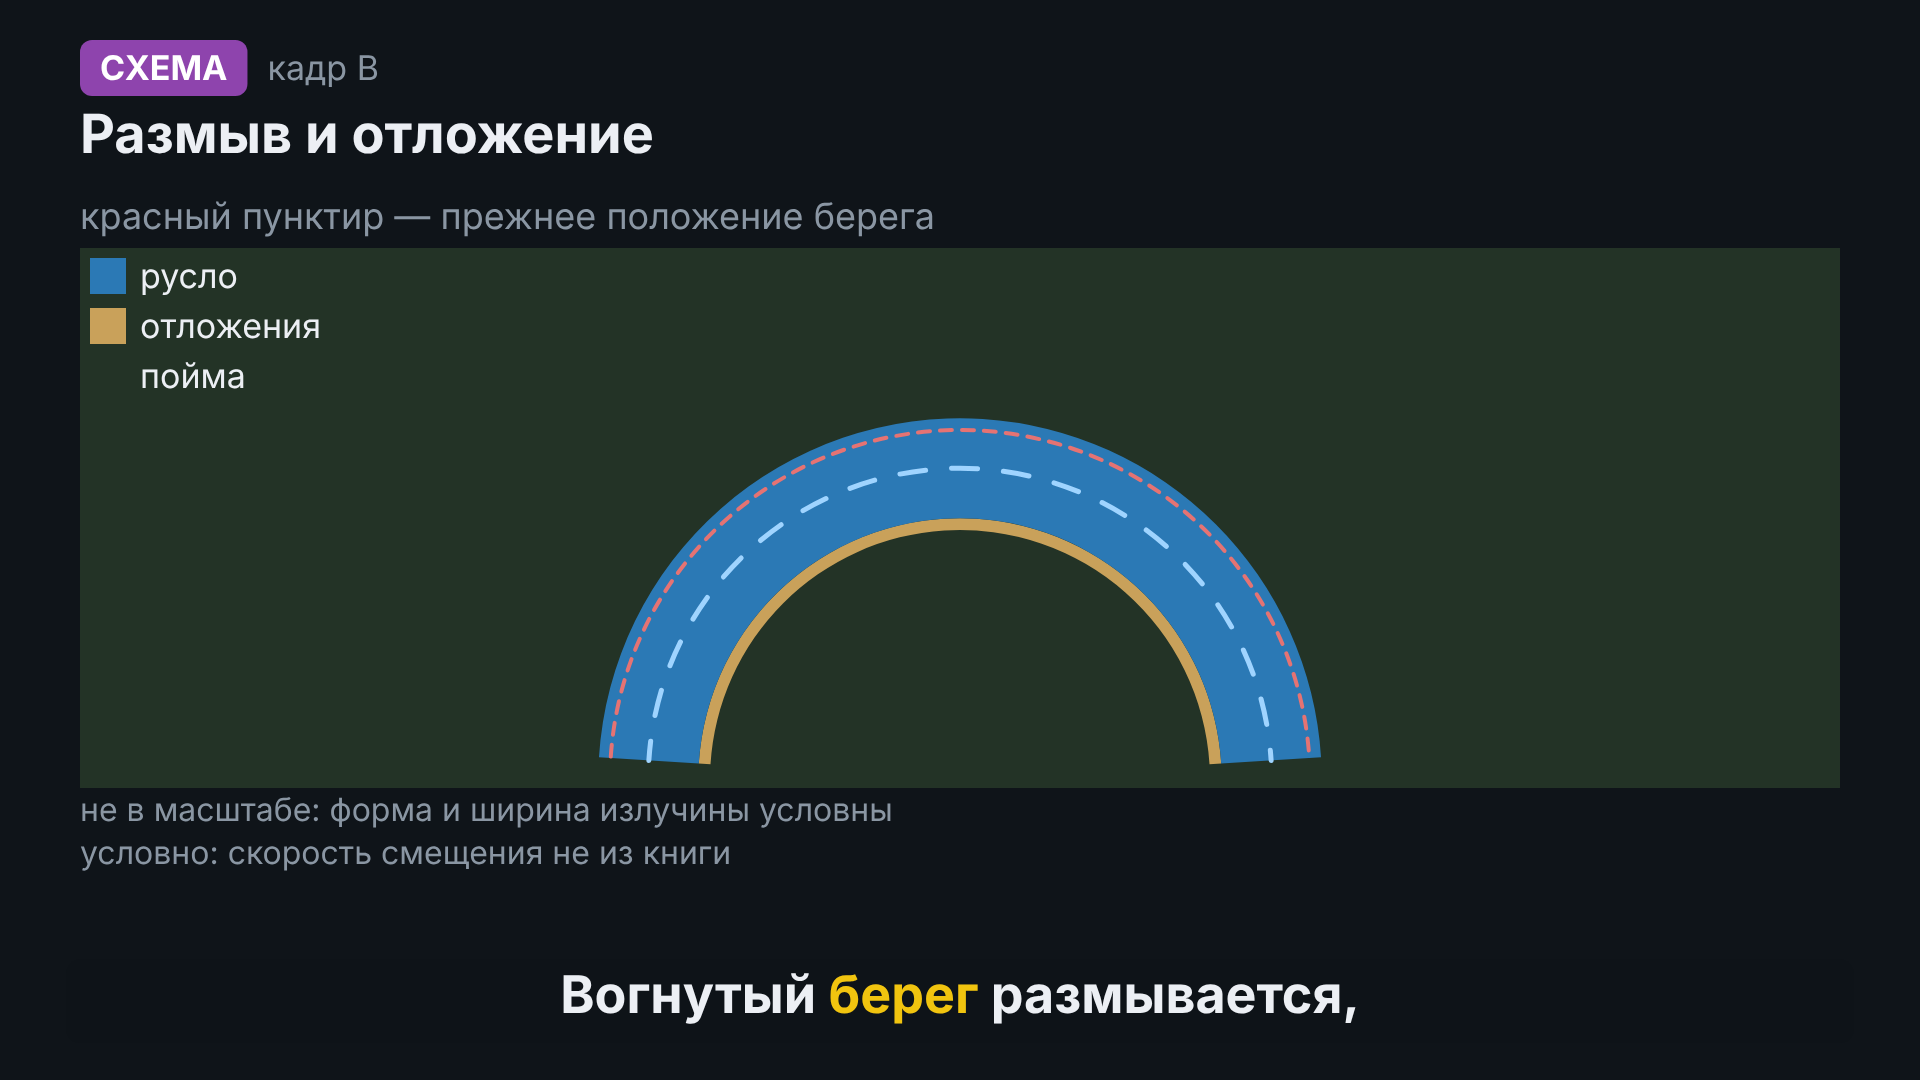 СХЕМА кадр В
Размыв и отложение
красный пунктир — прежнее положение берега
русло
отложения
пойма
не в масштабе: форма и ширина излучины условны
условно: скорость смещения не из книги
Вогнутый берег размывается,